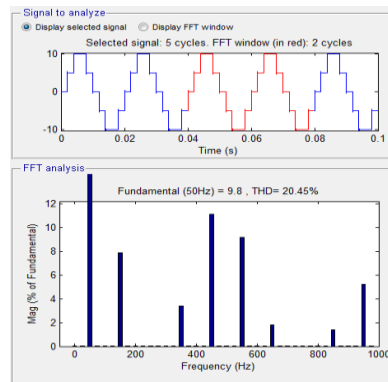 Signal to analyze
Display selected signal Display FFT window
Selected signal: 5 cycles. FFT window (in red): 2 cycles
10
0
-10
0 0.02 0.04 0.06 0.08 0.1
Time (s)
FFT analysis
Fundamental (50Hz) = 9.8 , THD= 20.45%
Mag (% of Fundamental)
12
10
8
6
4
2
0
0 200 400 600 800 1000
Frequency (Hz)